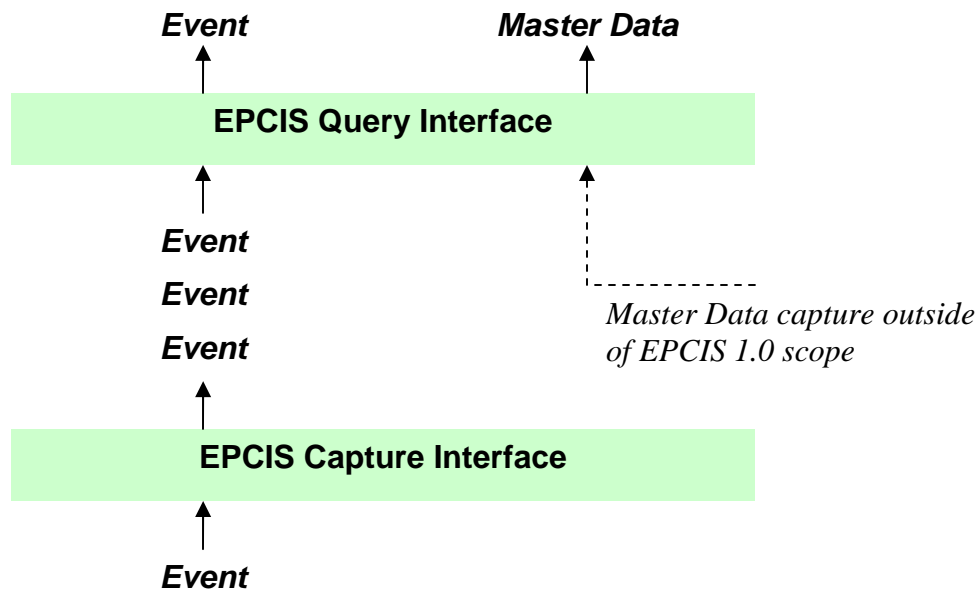 Event Master Data
EPCIS Query Interface
Event
Event
Event
Master Data capture outside
of EPCIS 1.0 scope
EPCIS Capture Interface
Event